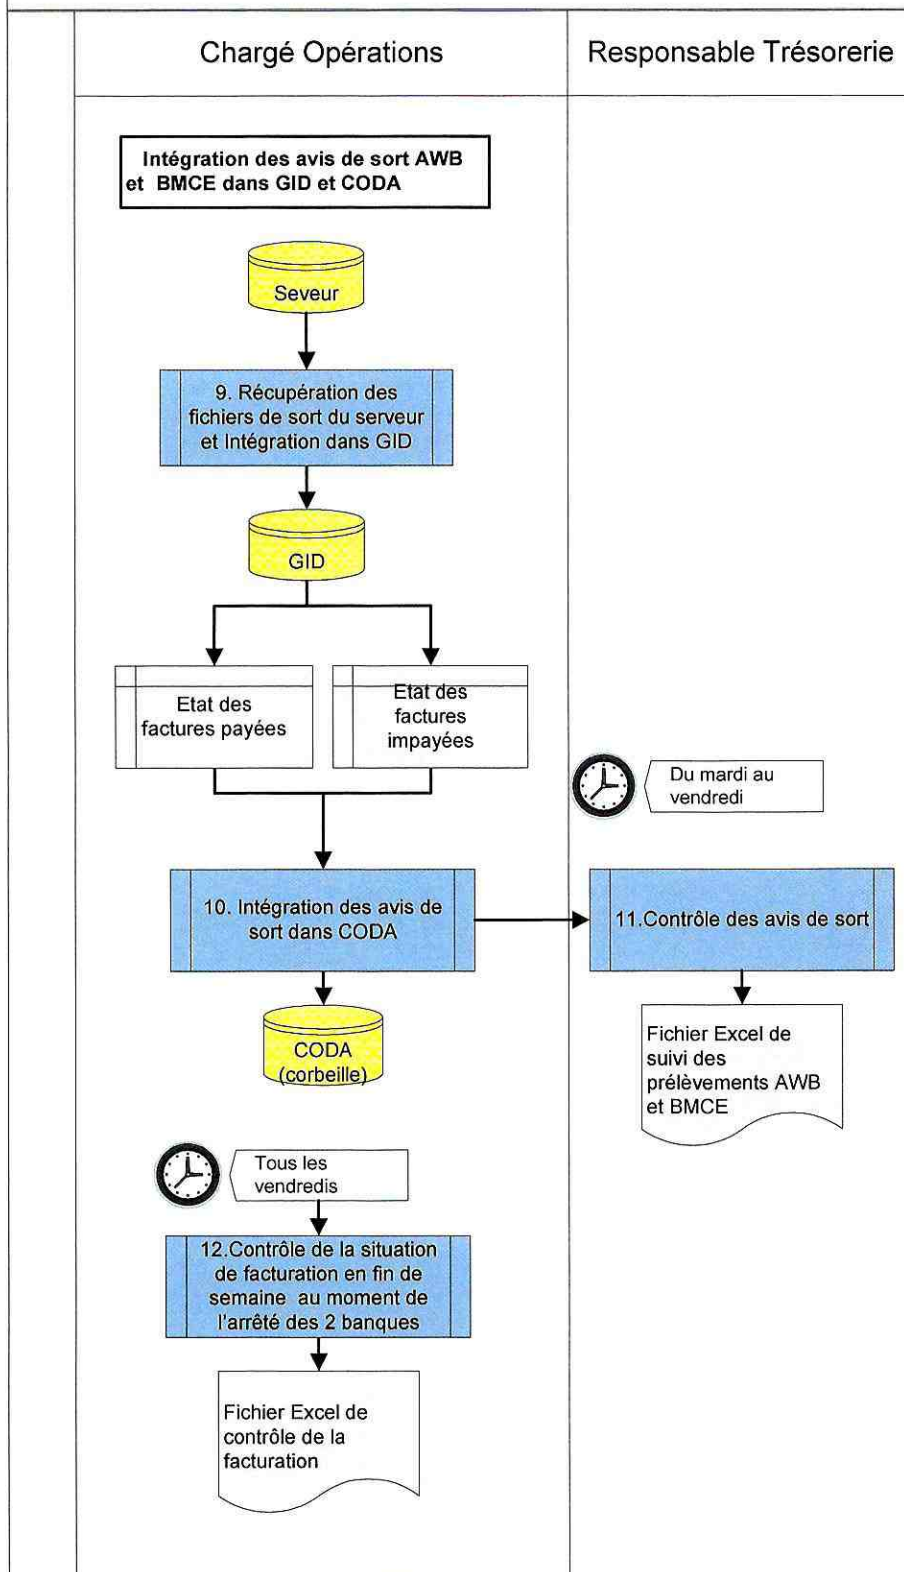 Chargé Opérations
Responsable Trésorerie
Intégration des avis de sort AWB
et BMCE dans GID et CODA
Seveur
9. Récupération des
fichiers de sort du serveur
et Intégration dans GID
GID
Etat des
factures payées
Etat des
factures
impayées
Du mardi au
vendredi
10. Intégration des avis de
sort dans CODA
11.Contrôle des avis de sort
CODA
(corbeille)
Fichier Excel de
suivi des
prélèvements AWB
et BMCE
Tous les
vendredis
12.Contrôle de la situation
de facturation en fin de
semaine au moment de
l'arrêté des 2 banques
Fichier Excel de
contrôle de la
facturation